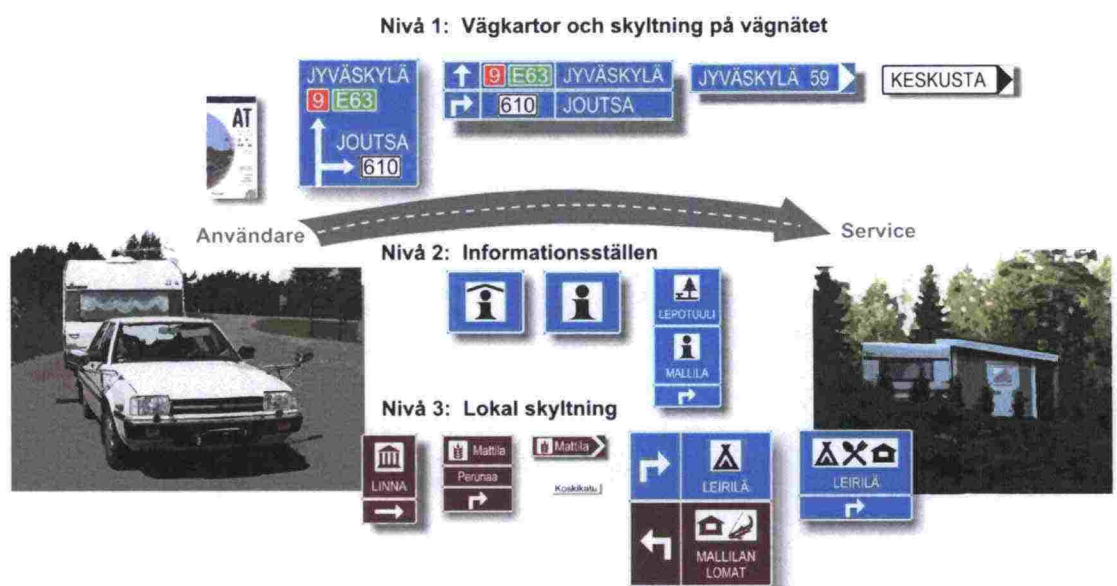 Nivå 1: Vägkartor och skyltning på vägnätet
AT
JYVÄSKYLÄ
9 E63
JOUTSA
610
9 E63 JYVÄSKYLÄ
610 JOUTSA
JYVÄSKYLÄ 59
KESKUSTA
Användare
Service
Nivå 2: Informationsställen
LEPOTUULI
MALLILA
Nivå 3: Lokal skyltning
LINNA
Mattila
Perunaa
Mattila
Koskikatu
LEIRILÄ
MALLILAN
LOMAT
LEIRILÄ